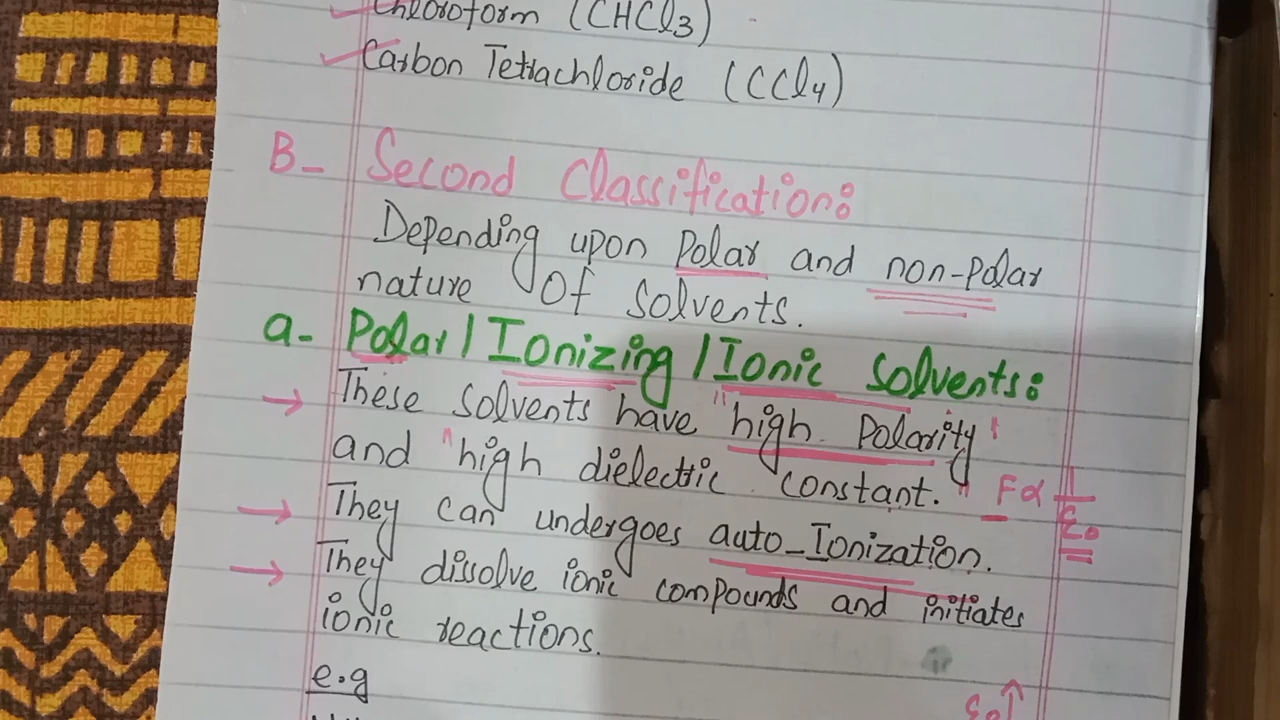 Chloroform (CHCl3)
Carbon Tetrachloride (CCl4)
B- Second Classification:
Depending upon Polar and non-polar
nature of Solvents.
a- Polar / Ionizing / Ionic Solvents:
→ These solvents have "high Polarity"
and "high dielectric constant." F∝ 1/ε0
→ They can undergoes auto-Ionization.
→ They dissolve ionic compounds and initiates
ionic reactions.
e.g
ε0↑